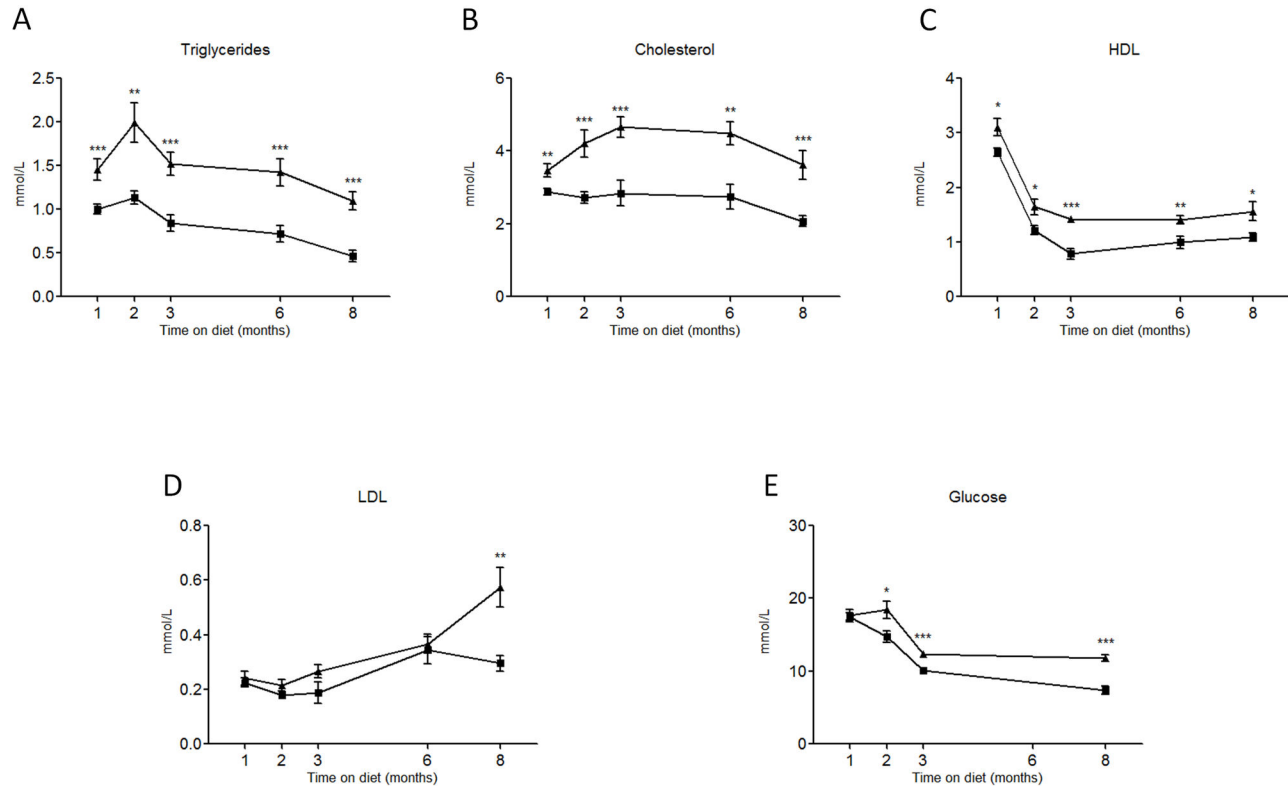 A
Triglycerides
mmol/L
2.5
2.0
1.5
1.0
0.5
0.0
***
**
***
***
***
1 2 3 6 8
Time on diet (months)
B
Cholesterol
mmol/L
6
4
2
0
**
***
***
**
***
1 2 3 6 8
Time on diet (months)
C
HDL
mmol/L
4
3
2
1
0
*
*
***
**
*
1 2 3 6 8
Time on diet (months)
D
LDL
mmol/L
0.8
0.6
0.4
0.2
0.0
**
1 2 3 6 8
Time on diet (months)
E
Glucose
mmol/L
30
20
10
0
*
***
***
1 2 3 6 8
Time on diet (months)